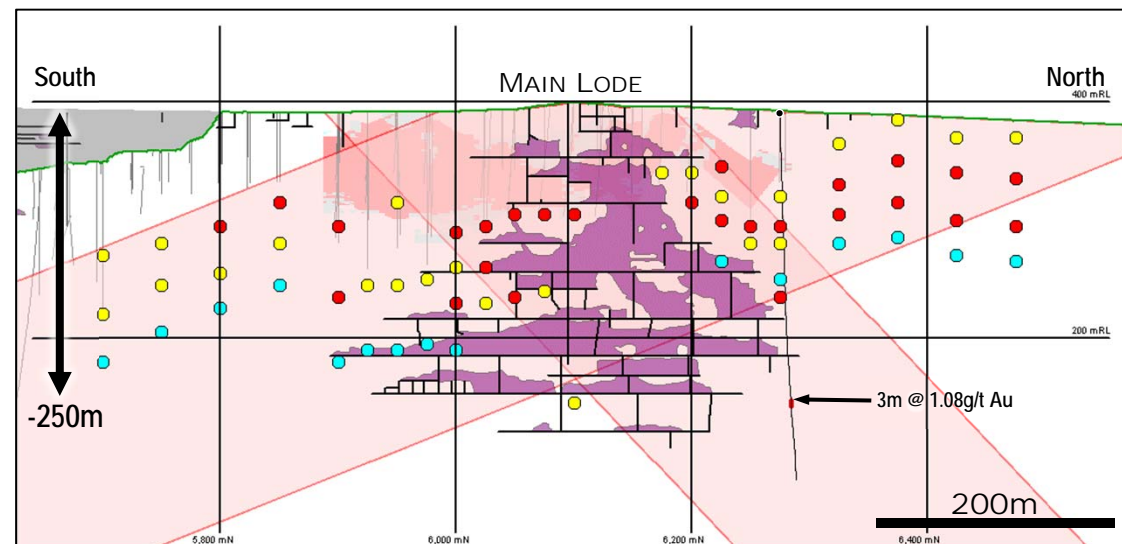 South
MAIN LODE
North
400 mRL
200 mRL
-250m
3m @ 1.08g/t Au
200m
5,800 mN
6,000 mN
6,200 mN
6,400 mN